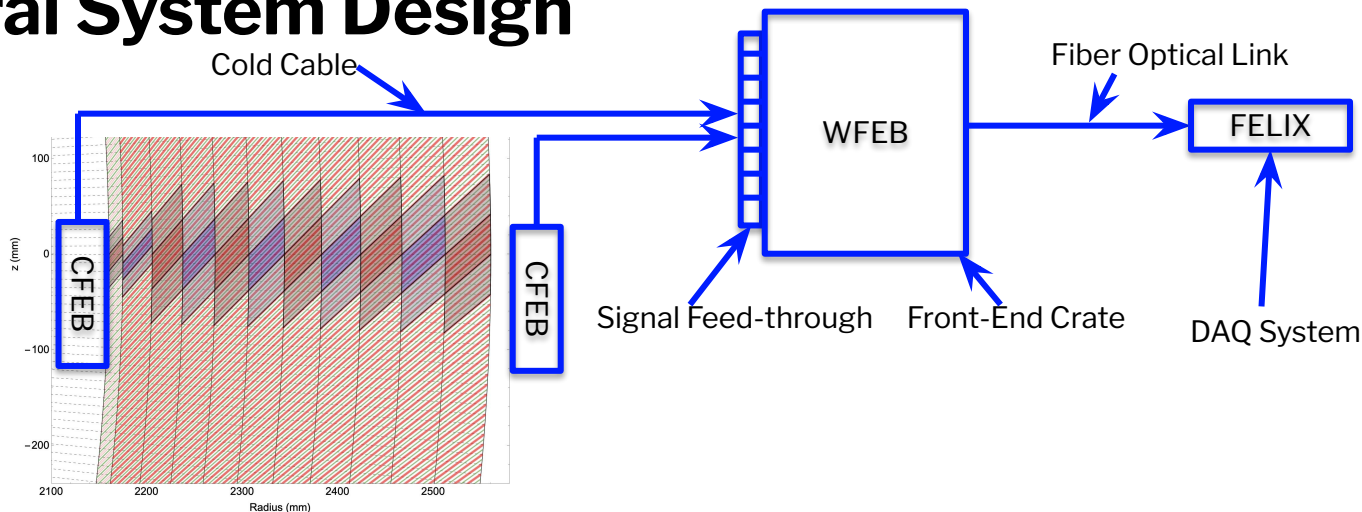 ral System Design
Cold Cable
Fiber Optical Link
WFEB
FELIX
100
0
−100
−200
z (mm)
CFEB
CFEB
Signal Feed-through
Front-End Crate
DAQ System
2100
2200
2300
2400
2500
Radius (mm)